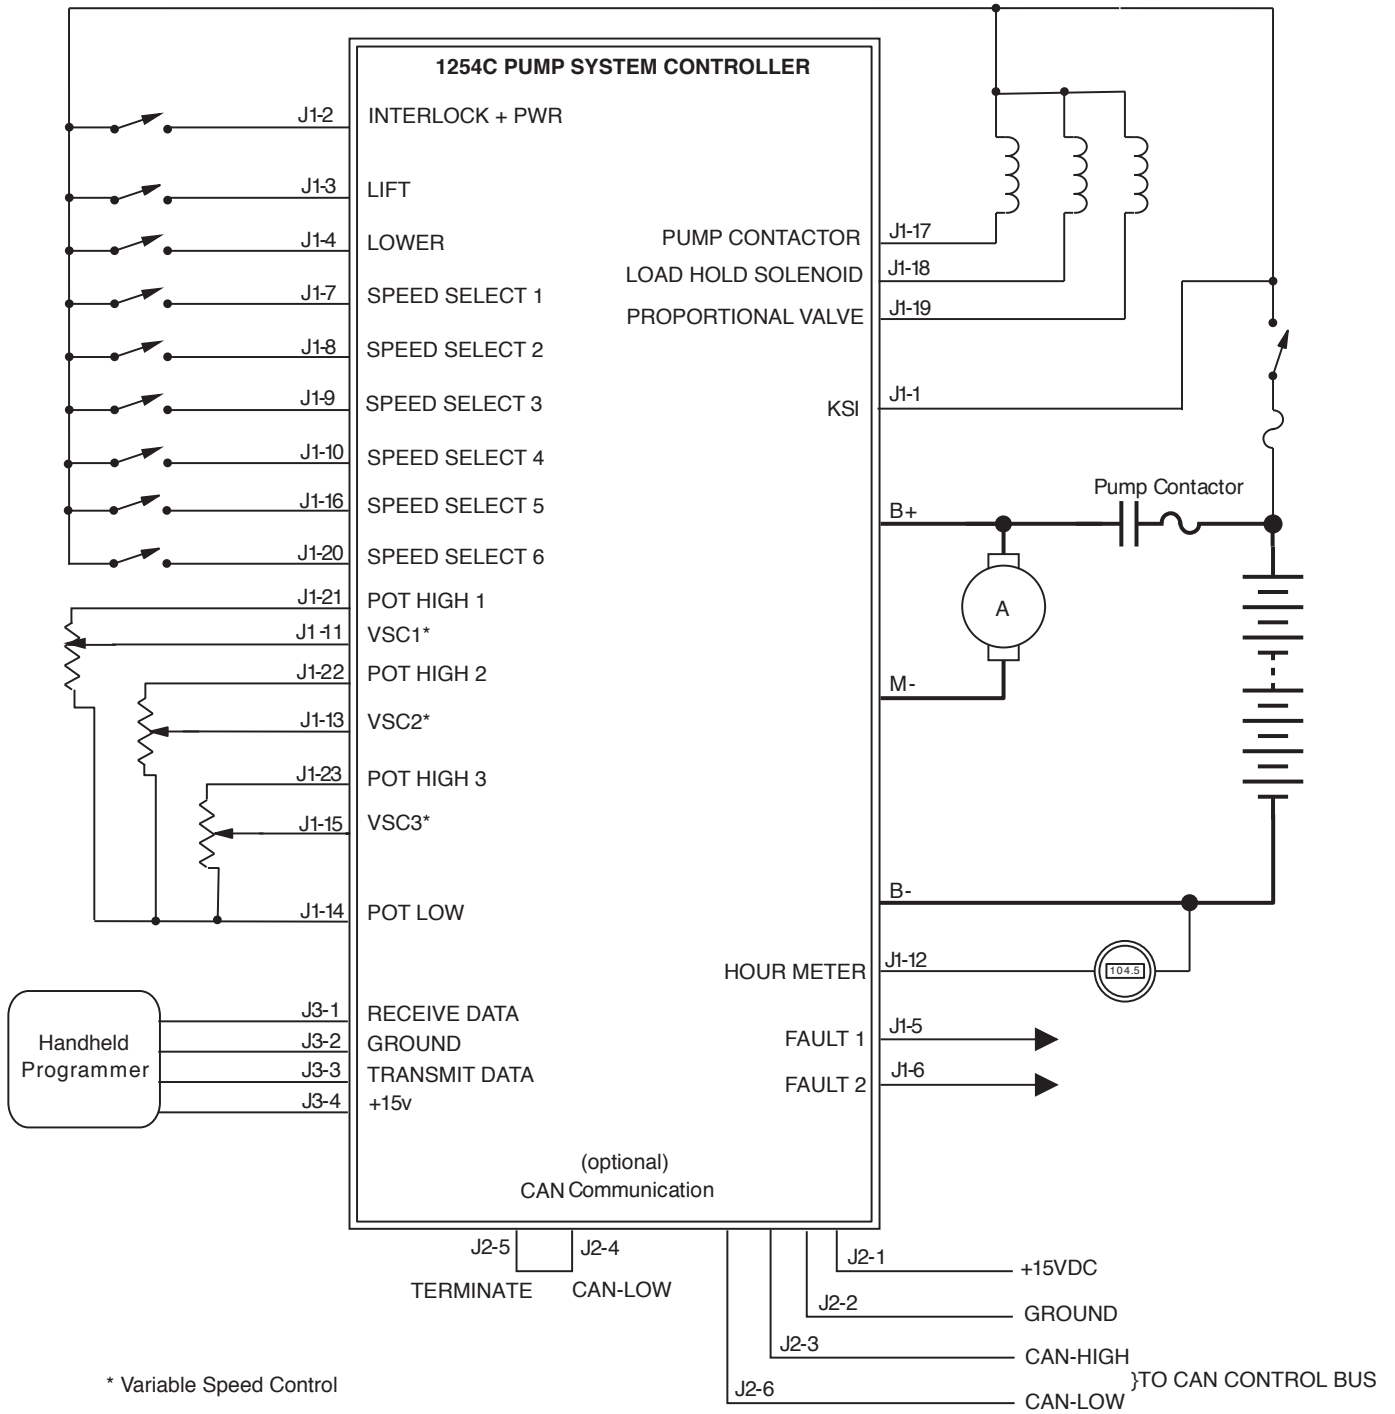 1254C PUMP SYSTEM CONTROLLER
J1-2 INTERLOCK + PWR
J1-3 LIFT
J1-4 LOWER
J1-7 SPEED SELECT 1
J1-8 SPEED SELECT 2
J1-9 SPEED SELECT 3
J1-10 SPEED SELECT 4
J1-16 SPEED SELECT 5
J1-20 SPEED SELECT 6
J1-21 POT HIGH 1
J1-11 VSC1*
J1-22 POT HIGH 2
J1-13 VSC2*
J1-23 POT HIGH 3
J1-15 VSC3*
J1-14 POT LOW
Handheld
Programmer
J3-1 RECEIVE DATA
J3-2 GROUND
J3-3 TRANSMIT DATA
J3-4 +15v
PUMP CONTACTOR J1-17
LOAD HOLD SOLENOID J1-18
PROPORTIONAL VALVE J1-19
KSI J1-1
Pump Contactor
B+
A
M-
B-
HOUR METER J1-12
104.5
FAULT 1 J1-5
FAULT 2 J1-6
(optional)
CAN Communication
J2-5 J2-4
TERMINATE CAN-LOW
J2-1 +15VDC
J2-2 GROUND
J2-3 CAN-HIGH
}TO CAN CONTROL BUS
J2-6 CAN-LOW
* Variable Speed Control